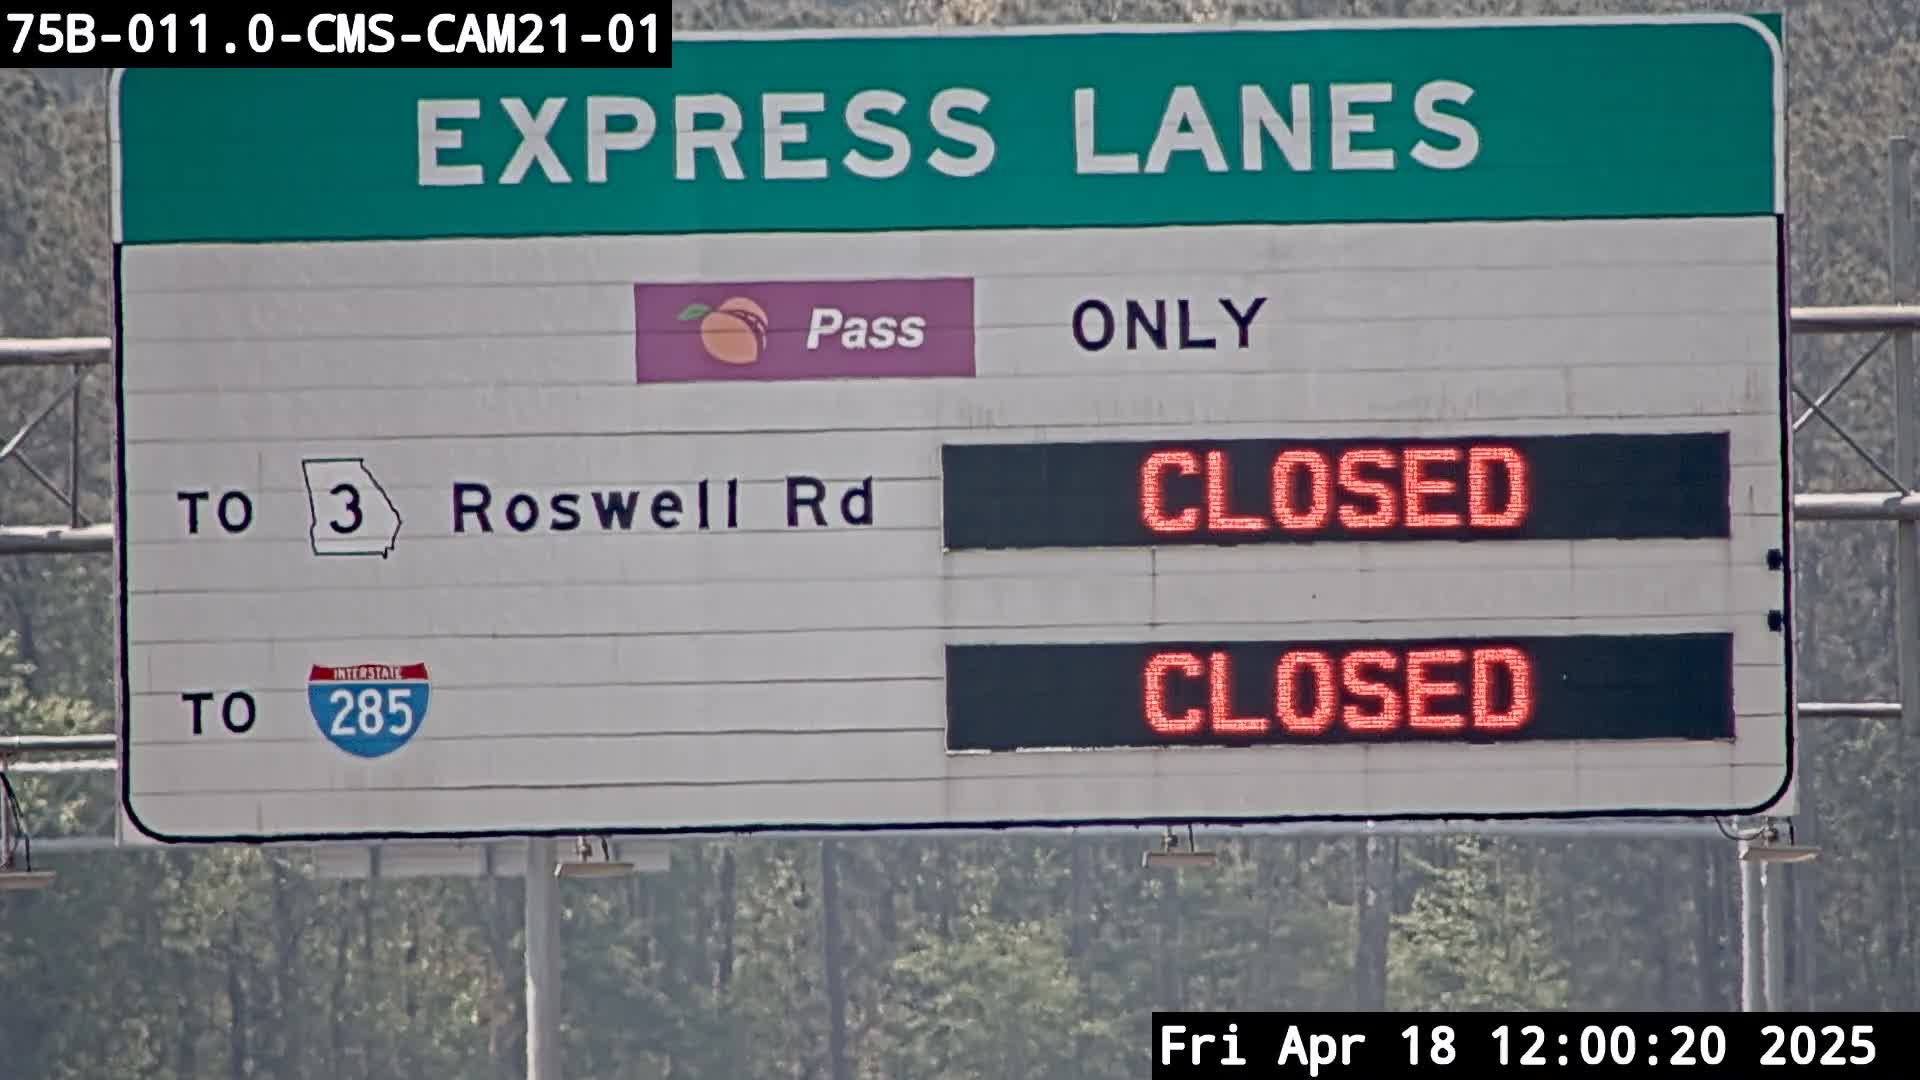 75B-011.0-CMS-CAM21-01
EXPRESS LANES
Pass ONLY
TO 3 Roswell Rd CLOSED
INTERSTATE
TO 285 CLOSED
Fri Apr 18 12:00:20 2025